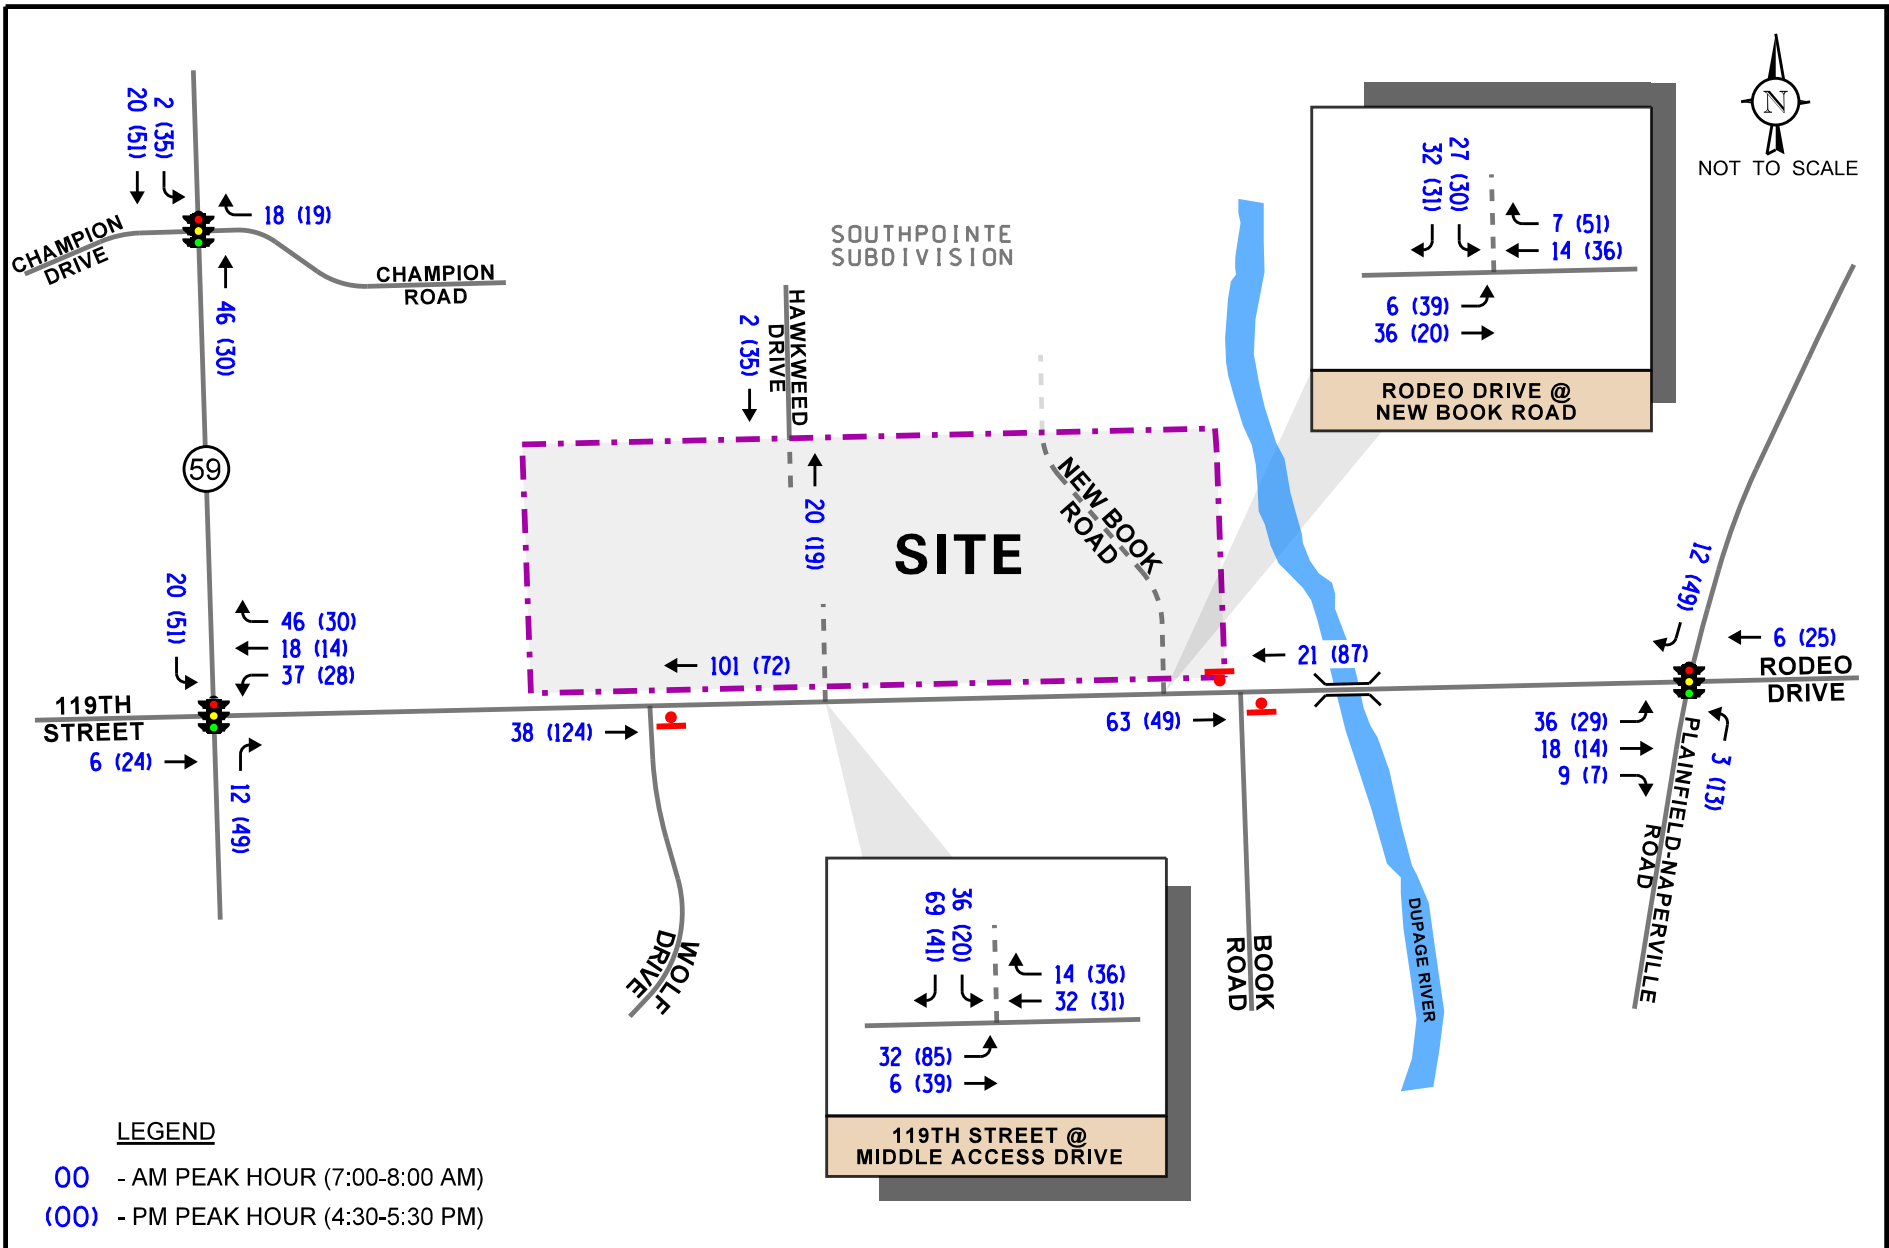 20 (51)
2 (35)
18 (19)
CHAMPION
DRIVE
CHAMPION
ROAD
46 (30)
59
SOUTHPOINTE
SUBDIVISION
HAWKWEED
DRIVE
2 (35)
20 (19)
SITE
NEW BOOK
ROAD
32 (31)
27 (30)
7 (51)
14 (36)
6 (39)
36 (20)
RODEO DRIVE @
NEW BOOK ROAD
N
NOT TO SCALE
20 (51)
46 (30)
18 (14)
37 (28)
119TH
STREET
6 (24)
12 (49)
101 (72)
38 (124)
63 (49)
21 (87)
12 (49)
6 (25)
RODEO
DRIVE
36 (29)
18 (14)
9 (7)
3 (13)
PLAINFIELD-NAPERVILLE
ROAD
WOLF
DRIVE
BOOK
ROAD
DUPAGE RIVER
69 (41)
36 (20)
14 (36)
32 (31)
32 (85)
6 (39)
119TH STREET @
MIDDLE ACCESS DRIVE
LEGEND
00 - AM PEAK HOUR (7:00-8:00 AM)
(00) - PM PEAK HOUR (4:30-5:30 PM)